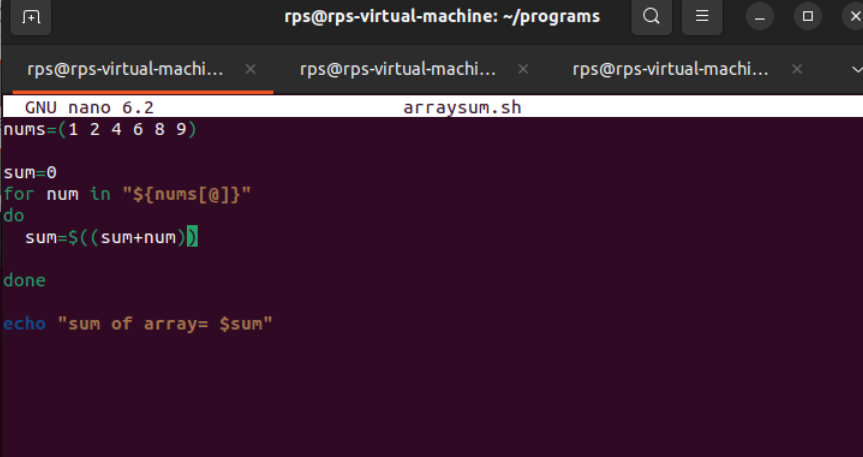 rps@rps-virtual-machine: ~/programs
rps@rps-virtual-machi... rps@rps-virtual-machi... rps@rps-virtual-machi...
GNU nano 6.2 arraysum.sh
nums=(1 2 4 6 8 9)
sum=0
for num in "${nums[@]}"
do
sum=$((sum+num))
done
echo "sum of array= $sum"